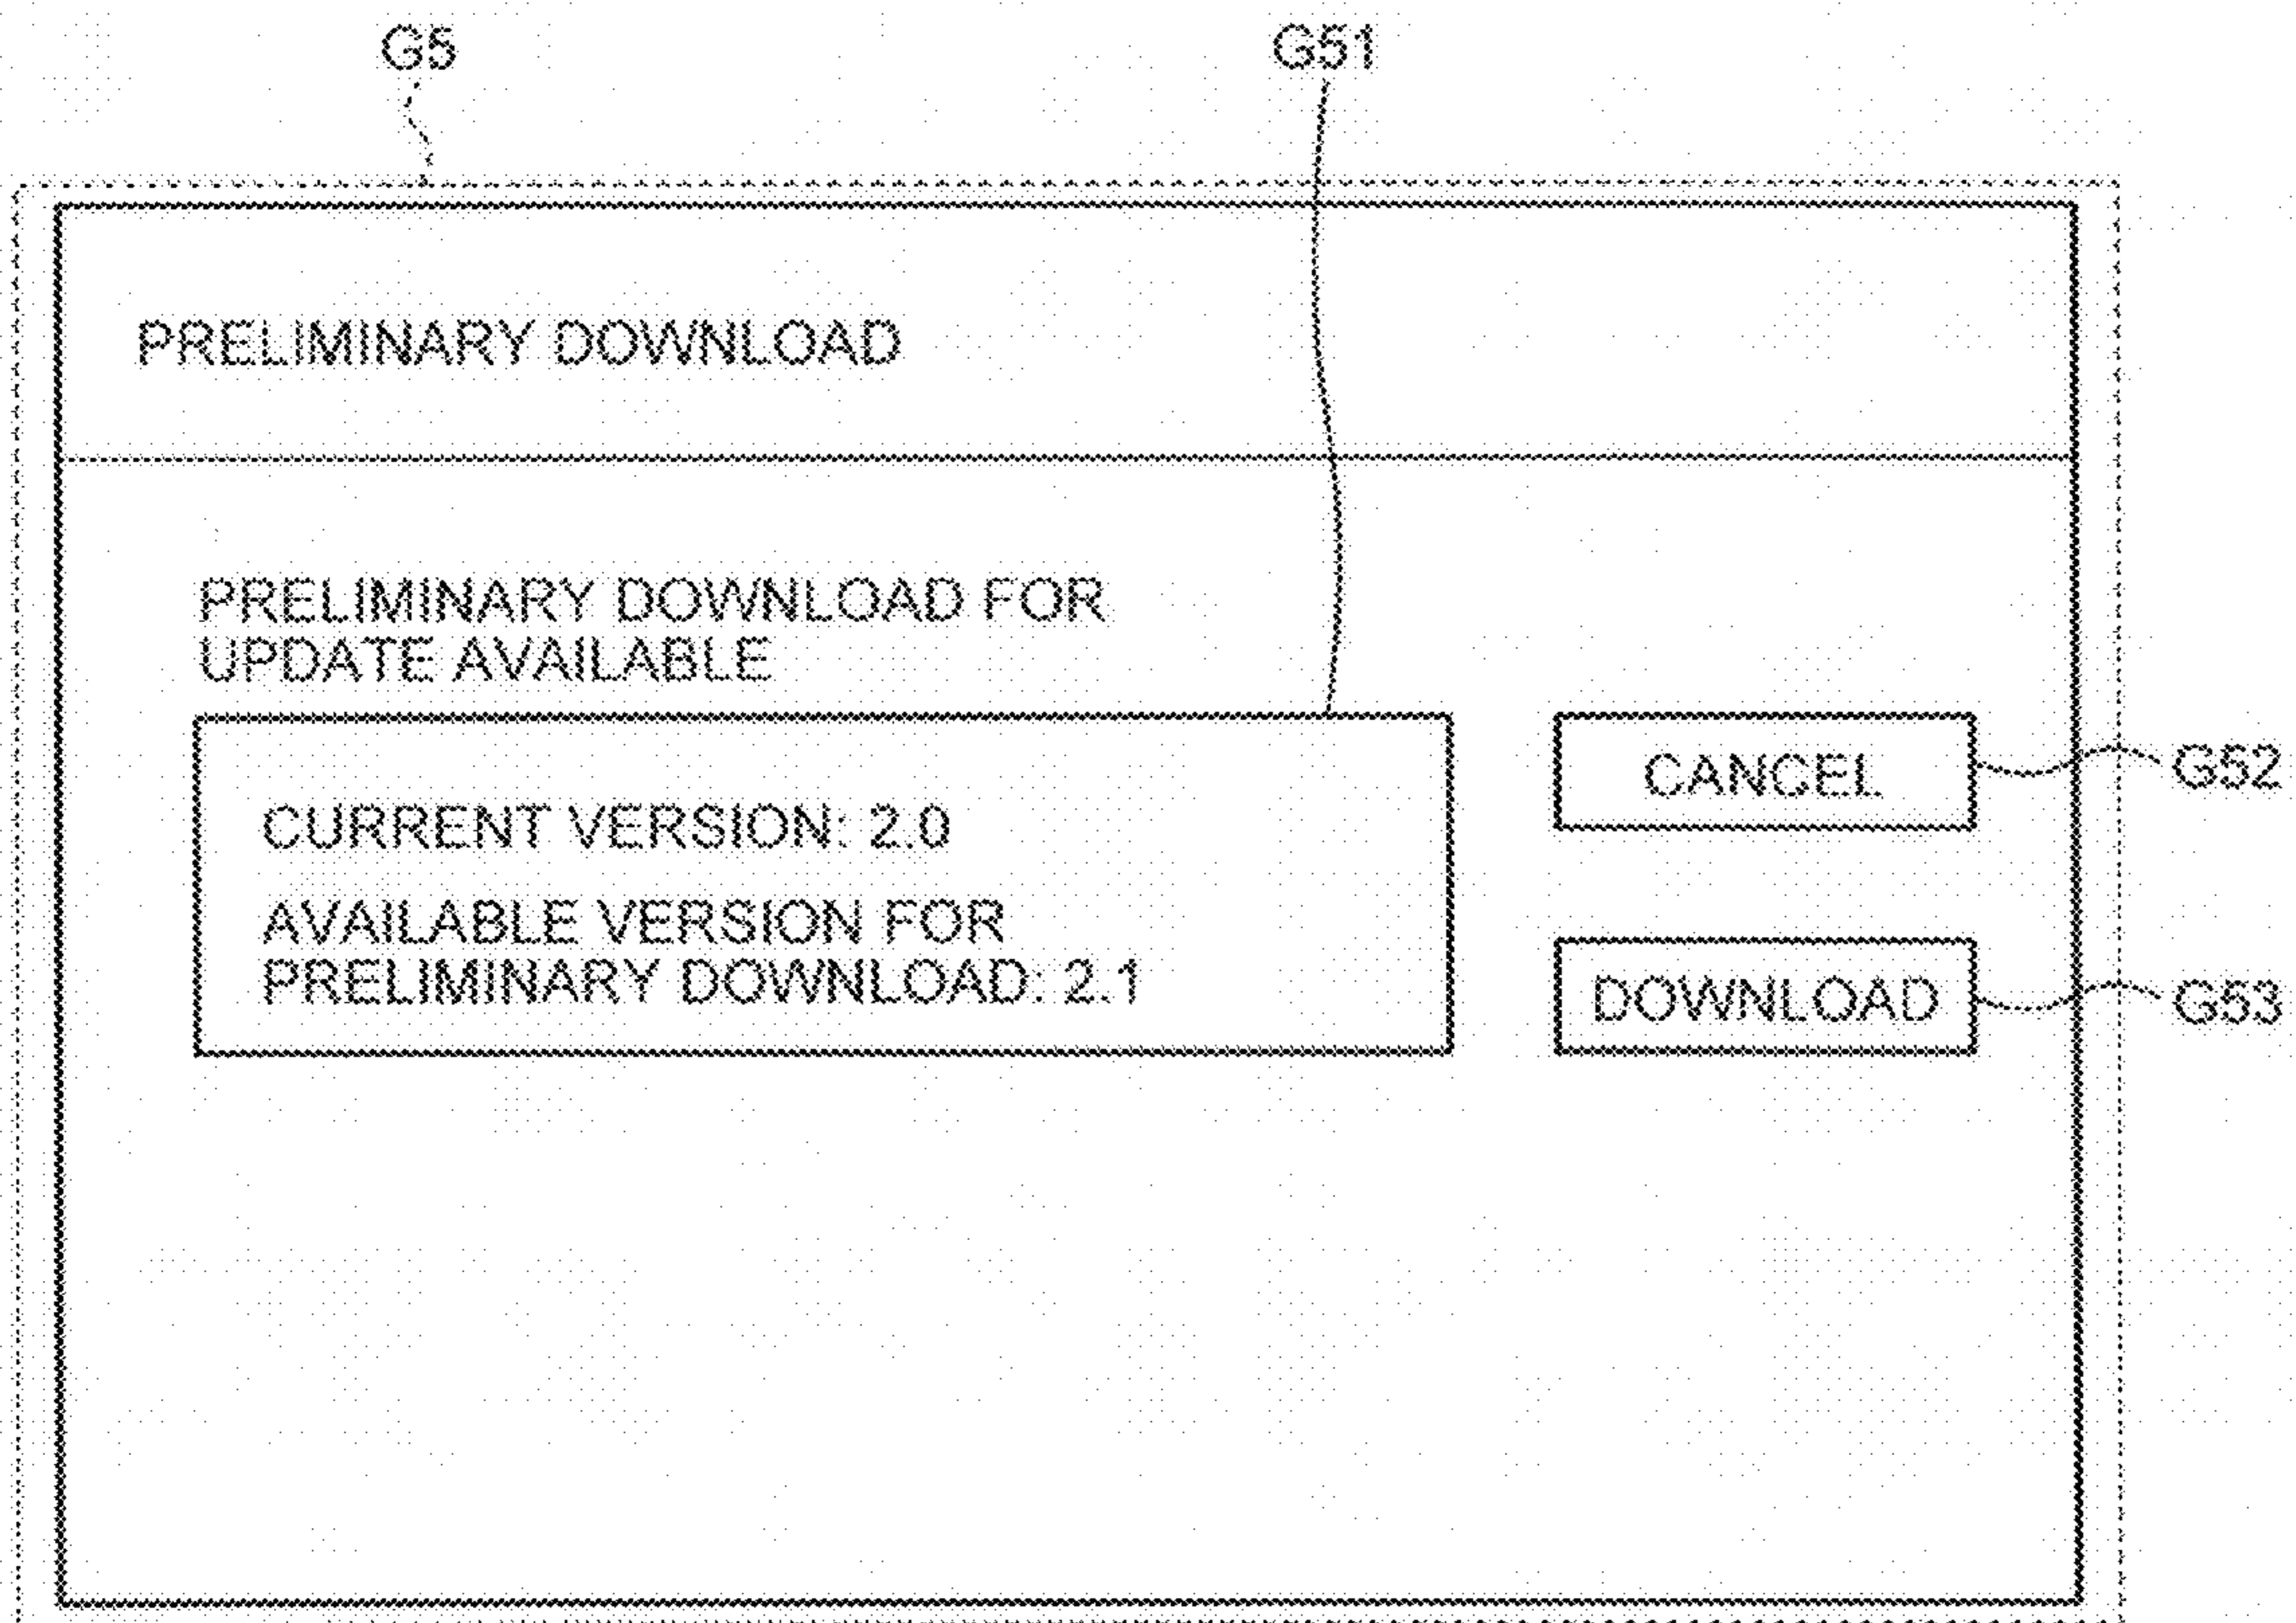 G5 G51
PRELIMINARY DOWNLOAD
PRELIMINARY DOWNLOAD FOR
UPDATE AVAILABLE
CURRENT VERSION: 2.0
AVAILABLE VERSION FOR
PRELIMINARY DOWNLOAD: 2.1
CANCEL G52
DOWNLOAD G53